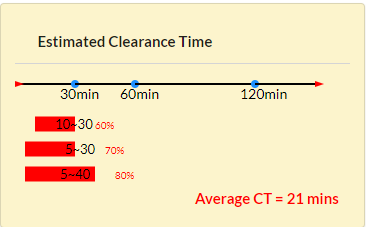 Estimated Clearance Time
30min 60min 120min
10~30 60%
5~30 70%
5~40 80%
Average CT = 21 mins